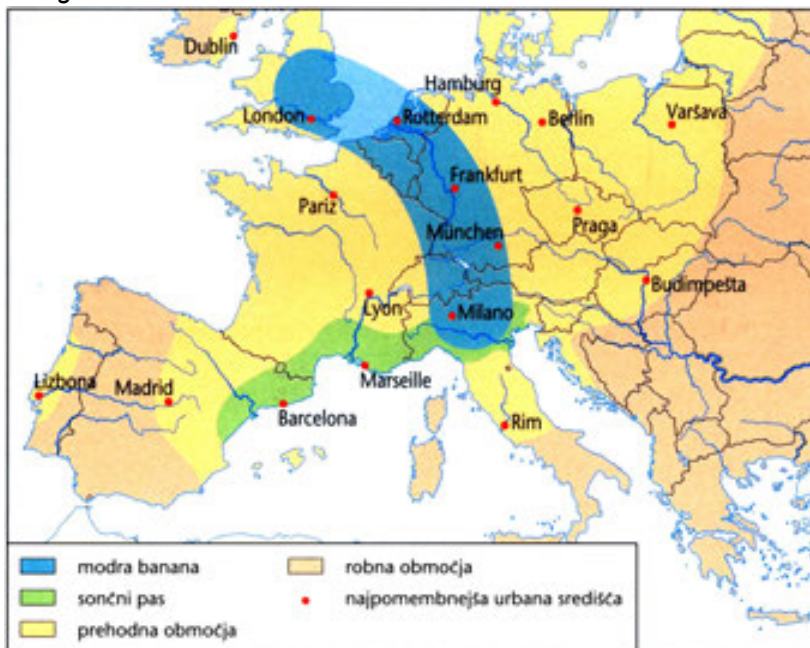 Dublin
Hamburg
London
Rotterdam
Berlin
Varšava
Frankfurt
Pariz
Praga
München
Budimpešta
Lyon
Milano
Lizbona
Madrid
Marseille
Barcelona
Rim
modra banana
sončni pas
prehodna območja
robna območja
najpomembnejša urbana središča